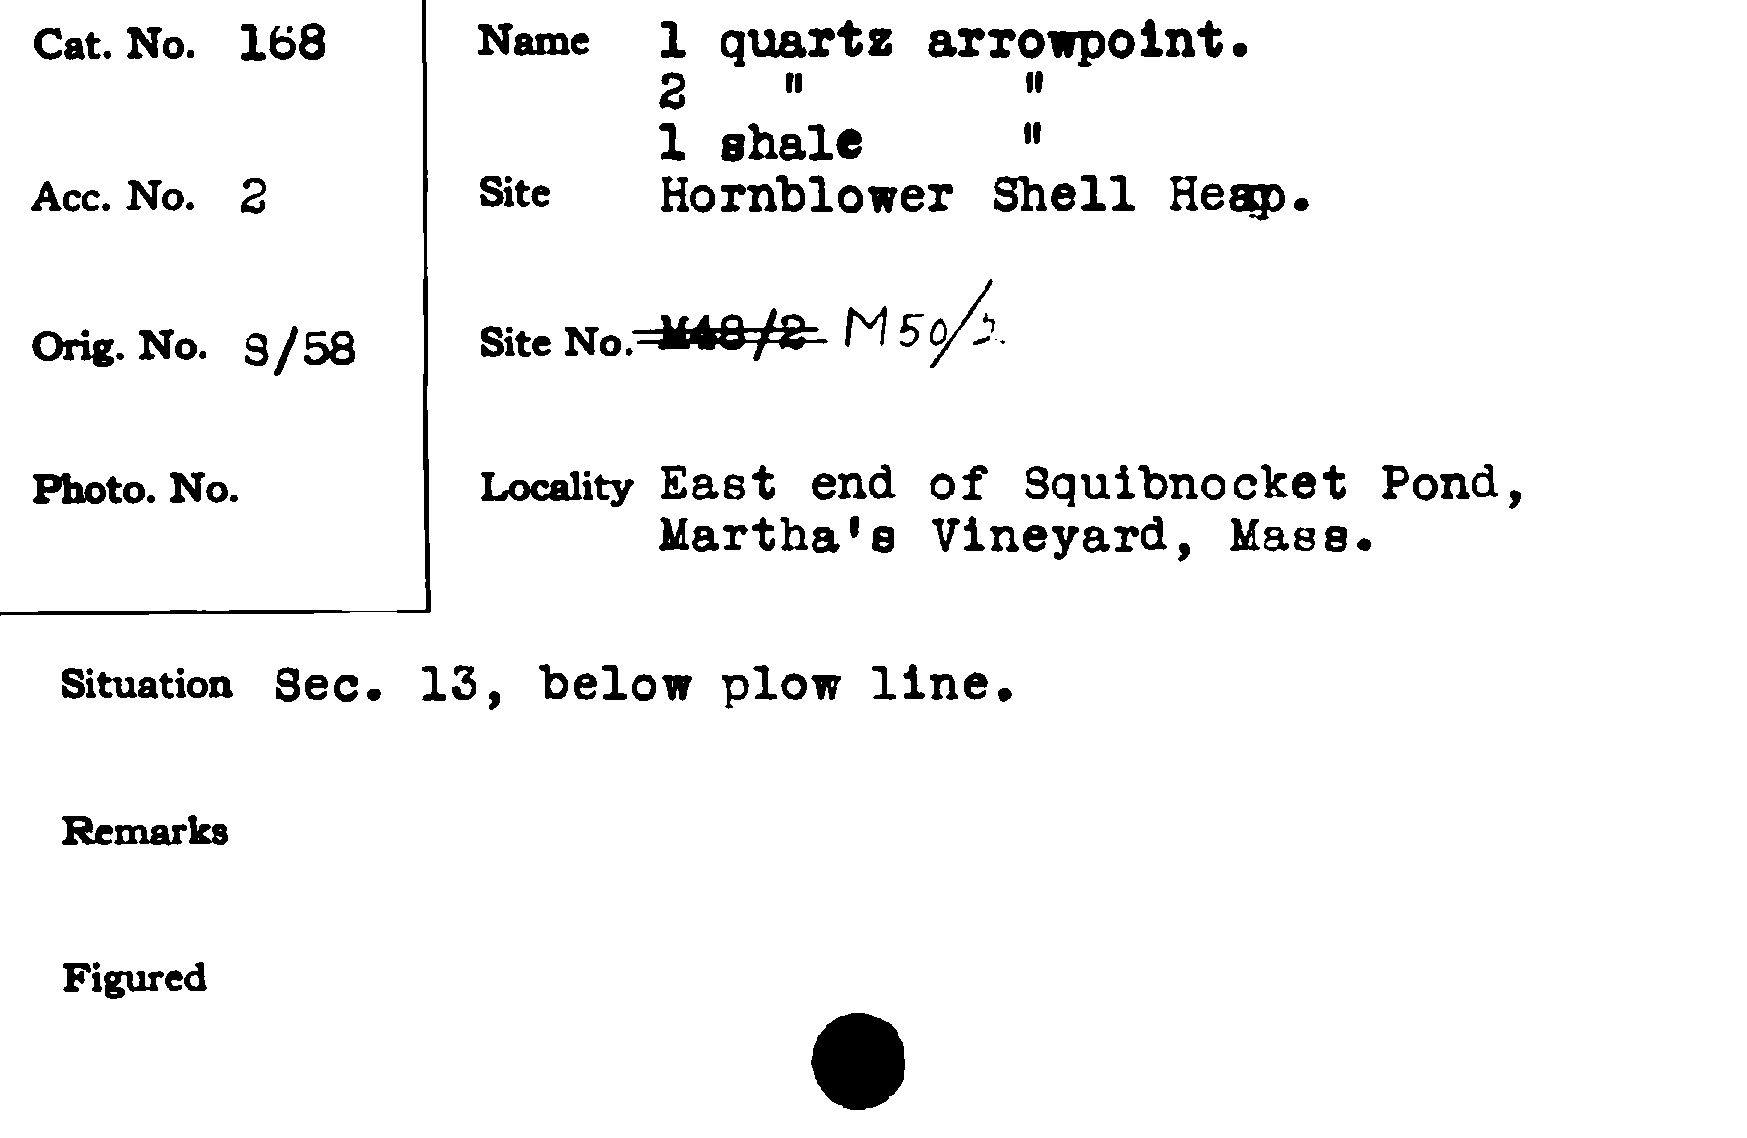 Cat. No. 168
Name 1 quartz arrowpoint.
2 " "
1 shale "
Acc. No. 2
Site Hornblower Shell Heap.
Orig. No. S/58
Site No. M48/2 M50/2
Photo. No.
Locality East end of Squibnocket Pond,
Martha's Vineyard, Mass.
Situation Sec. 13, below plow line.
Remarks
Figured